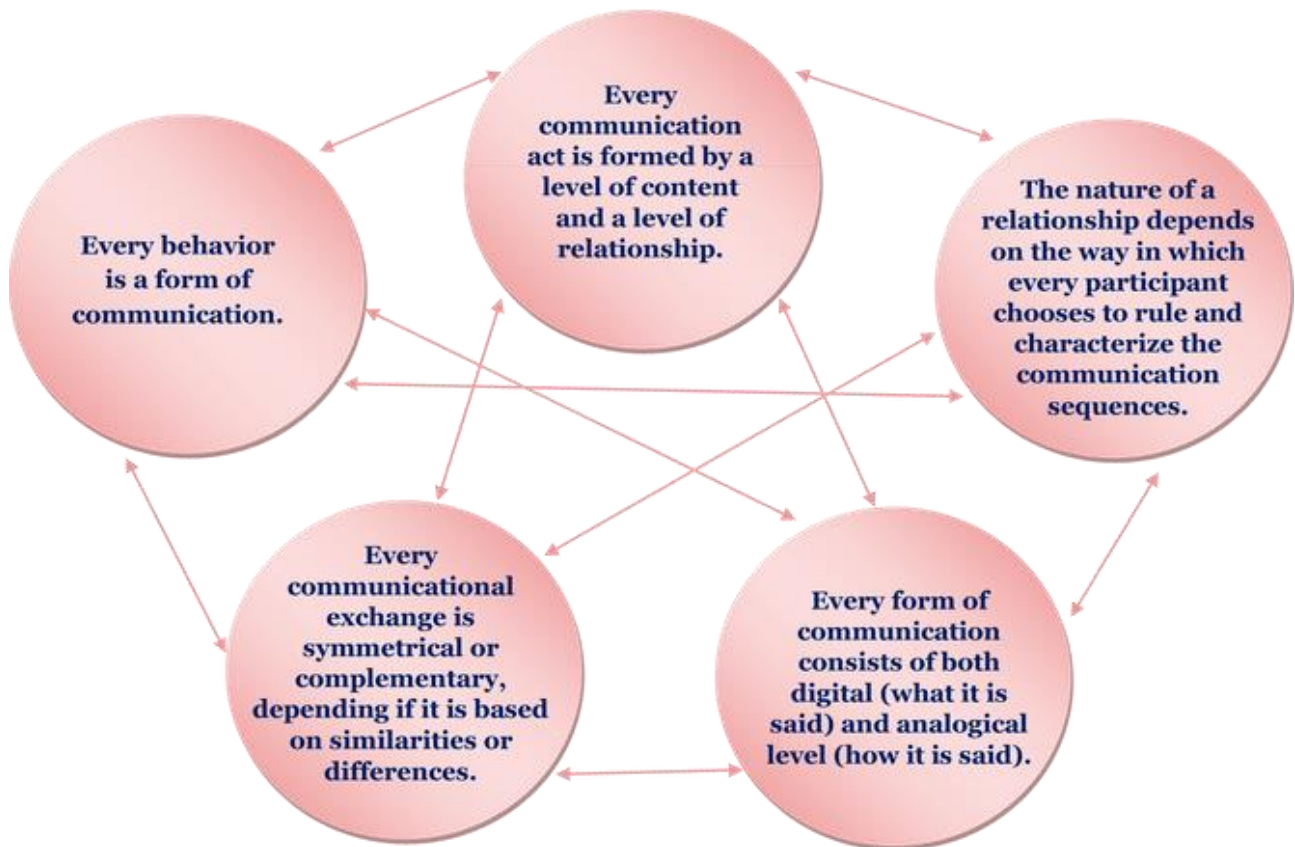 Every
communication
act is formed by a
level of content
and a level of
relationship.
Every behavior
is a form of
communication.
The nature of a
relationship depends
on the way in which
every participant
chooses to rule and
characterize the
communication
sequences.
Every
communicational
exchange is
symmetrical or
complementary,
depending if it is based
on similarities or
differences.
Every form of
communication
consists of both
digital (what it is
said) and analogical
level (how it is said).